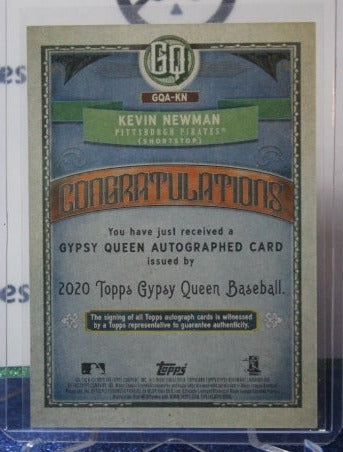 GQ
GQA-KN
KEVIN NEWMAN
PITTSBURGH PIRATES®
(SHORTSTOP)
CONGRATULATIONS
You have just received a
GYPSY QUEEN AUTOGRAPHED CARD
issued by
2020 Topps Gypsy Queen Baseball.
The signing of all Topps autograph cards is witnessed
by a Topps representative to guarantee authenticity.
Topps
es
es